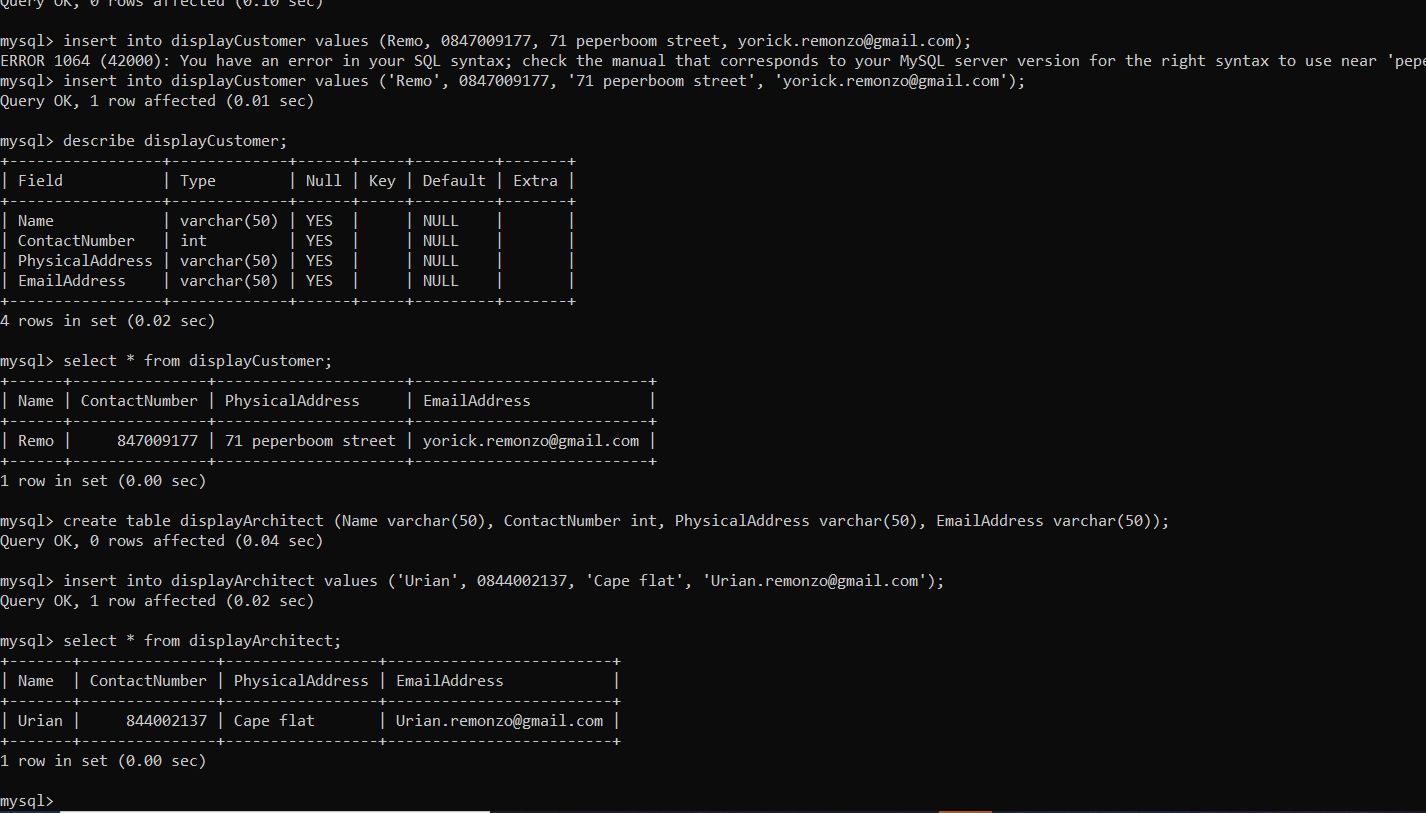 Query OK, 0 rows affected (0.10 sec)
mysql> insert into displayCustomer values (Remo, 0847009177, 71 peperboom street, yorick.remonzo@gmail.com);
ERROR 1064 (42000): You have an error in your SQL syntax; check the manual that corresponds to your MySQL server version for the right syntax to use near 'pepe
mysql> insert into displayCustomer values ('Remo', 0847009177, '71 peperboom street', 'yorick.remonzo@gmail.com');
Query OK, 1 row affected (0.01 sec)
mysql> describe displayCustomer;
+-----------------+-------------+------+-----+---------+-------+
| Field           | Type        | Null | Key | Default | Extra |
+-----------------+-------------+------+-----+---------+-------+
| Name            | varchar(50) | YES  |     | NULL    |       |
| ContactNumber   | int         | YES  |     | NULL    |       |
| PhysicalAddress | varchar(50) | YES  |     | NULL    |       |
| EmailAddress    | varchar(50) | YES  |     | NULL    |       |
+-----------------+-------------+------+-----+---------+-------+
4 rows in set (0.02 sec)
mysql> select * from displayCustomer;
+------+---------------+---------------------+--------------------------+
| Name | ContactNumber | PhysicalAddress     | EmailAddress             |
+------+---------------+---------------------+--------------------------+
| Remo |     847009177 | 71 peperboom street | yorick.remonzo@gmail.com |
+------+---------------+---------------------+--------------------------+
1 row in set (0.00 sec)
mysql> create table displayArchitect (Name varchar(50), ContactNumber int, PhysicalAddress varchar(50), EmailAddress varchar(50));
Query OK, 0 rows affected (0.04 sec)
mysql> insert into displayArchitect values ('Urian', 0844002137, 'Cape flat', 'Urian.remonzo@gmail.com');
Query OK, 1 row affected (0.02 sec)
mysql> select * from displayArchitect;
+-------+---------------+-----------------+-------------------------+
| Name  | ContactNumber | PhysicalAddress | EmailAddress            |
+-------+---------------+-----------------+-------------------------+
| Urian |     844002137 | Cape flat       | Urian.remonzo@gmail.com |
+-------+---------------+-----------------+-------------------------+
1 row in set (0.00 sec)
mysql>